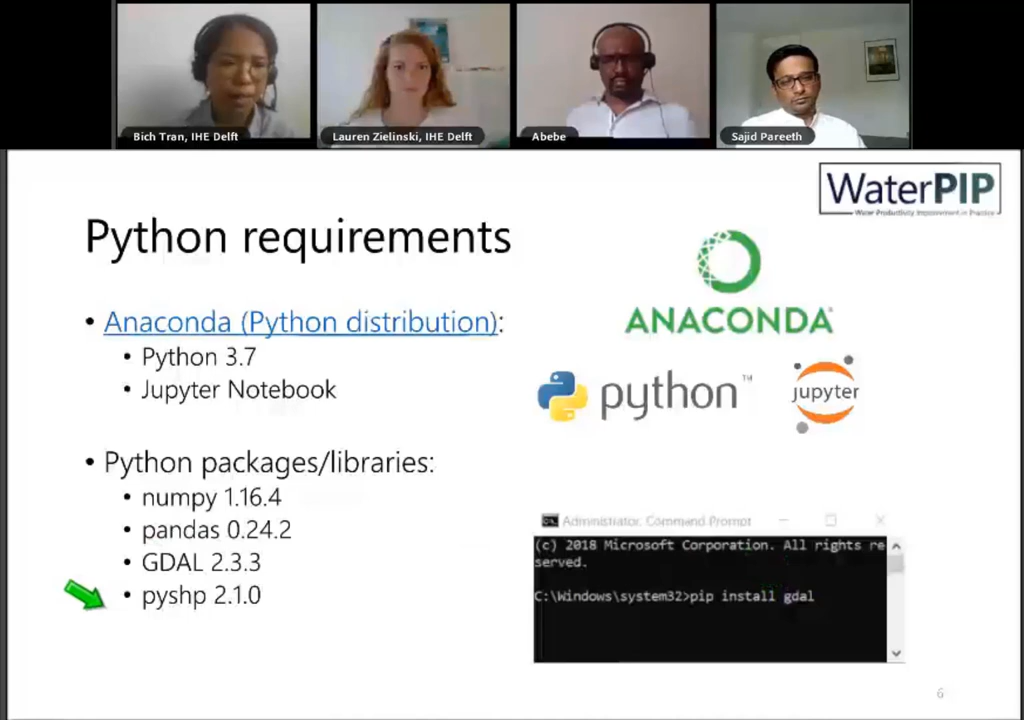 Bich Tran, IHE Delft
Lauren Zielinski, IHE Delft
Abebe
Sajid Pareeth
WaterPIP
Water Productivity Improvement in Practice
Python requirements
ANACONDA
• Anaconda (Python distribution):
• Python 3.7
• Jupyter Notebook
python™
jupyter
• Python packages/libraries:
• numpy 1.16.4
• pandas 0.24.2
• GDAL 2.3.3
• pyshp 2.1.0
Administrator: Command Prompt
(c) 2018 Microsoft Corporation. All rights re
served.
C:\Windows\system32>pip install gdal
6